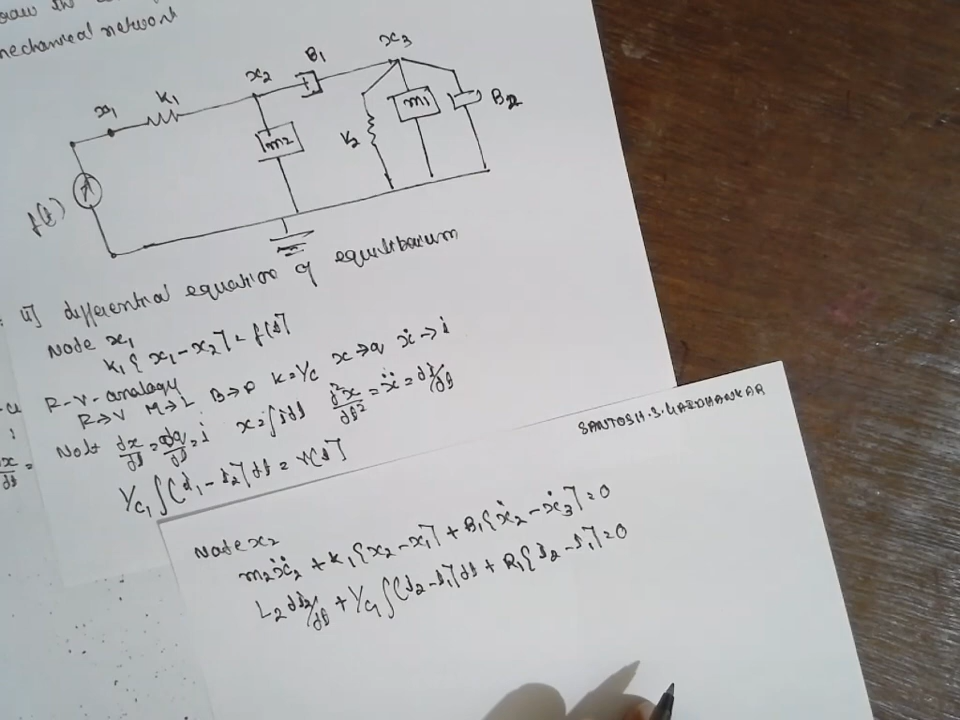 mechanical network
x1
K1
x2
B1
x3
f(t)
m2
K2
m1
B2
ii] differential equation of equilibrium
Node x1
K1{x1-x2} = f(t)
F-V-analogy
F→V M→L B→R K=1/C x→q ẋ→i
Note dx/dt = dq/dt = i x=∫idt d²x/dt² = ẍ = di/dt
1/C1 ∫(i1-i2)dt = V(t)
SANTOSH.S.
Node x2
m2ẍ2 + K1{x2-x1} + B1{ẋ2-ẋ3} = 0
L2 di2/dt + 1/C1 ∫(i2-i1)dt + R1{i2-i1} = 0